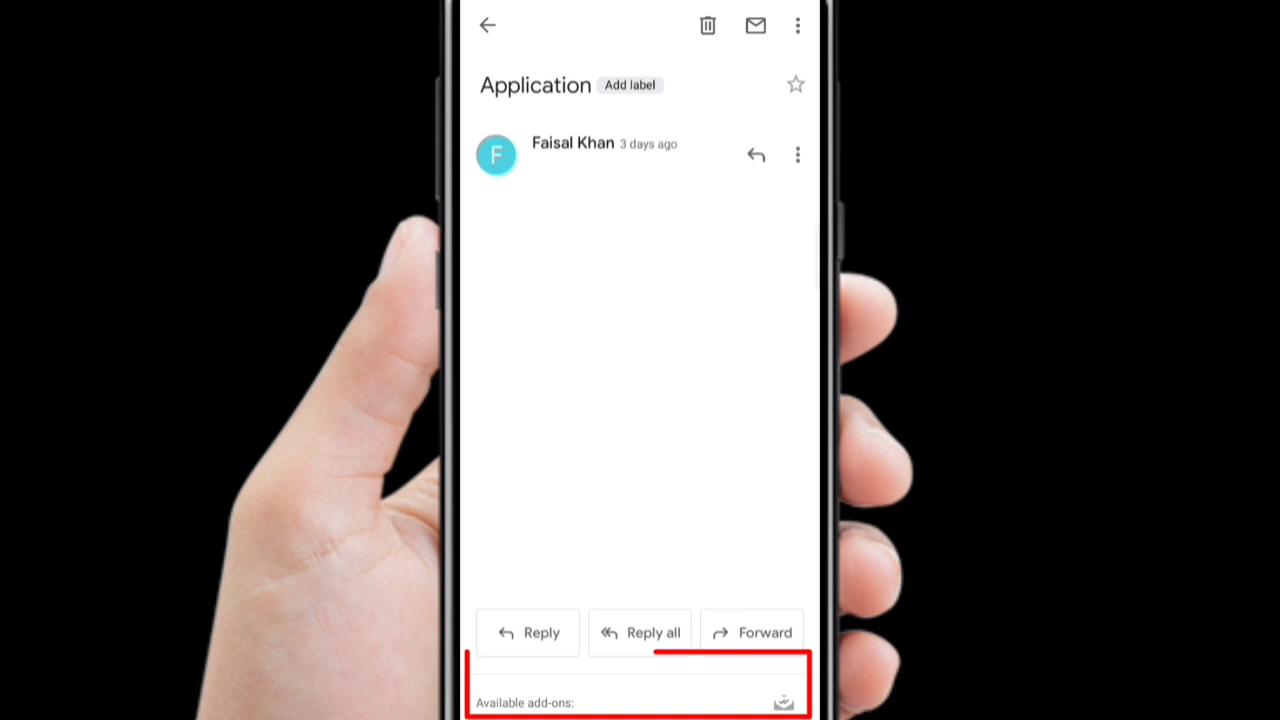 Application Add label
F Faisal Khan 3 days ago
Reply Reply all Forward
Available add-ons: